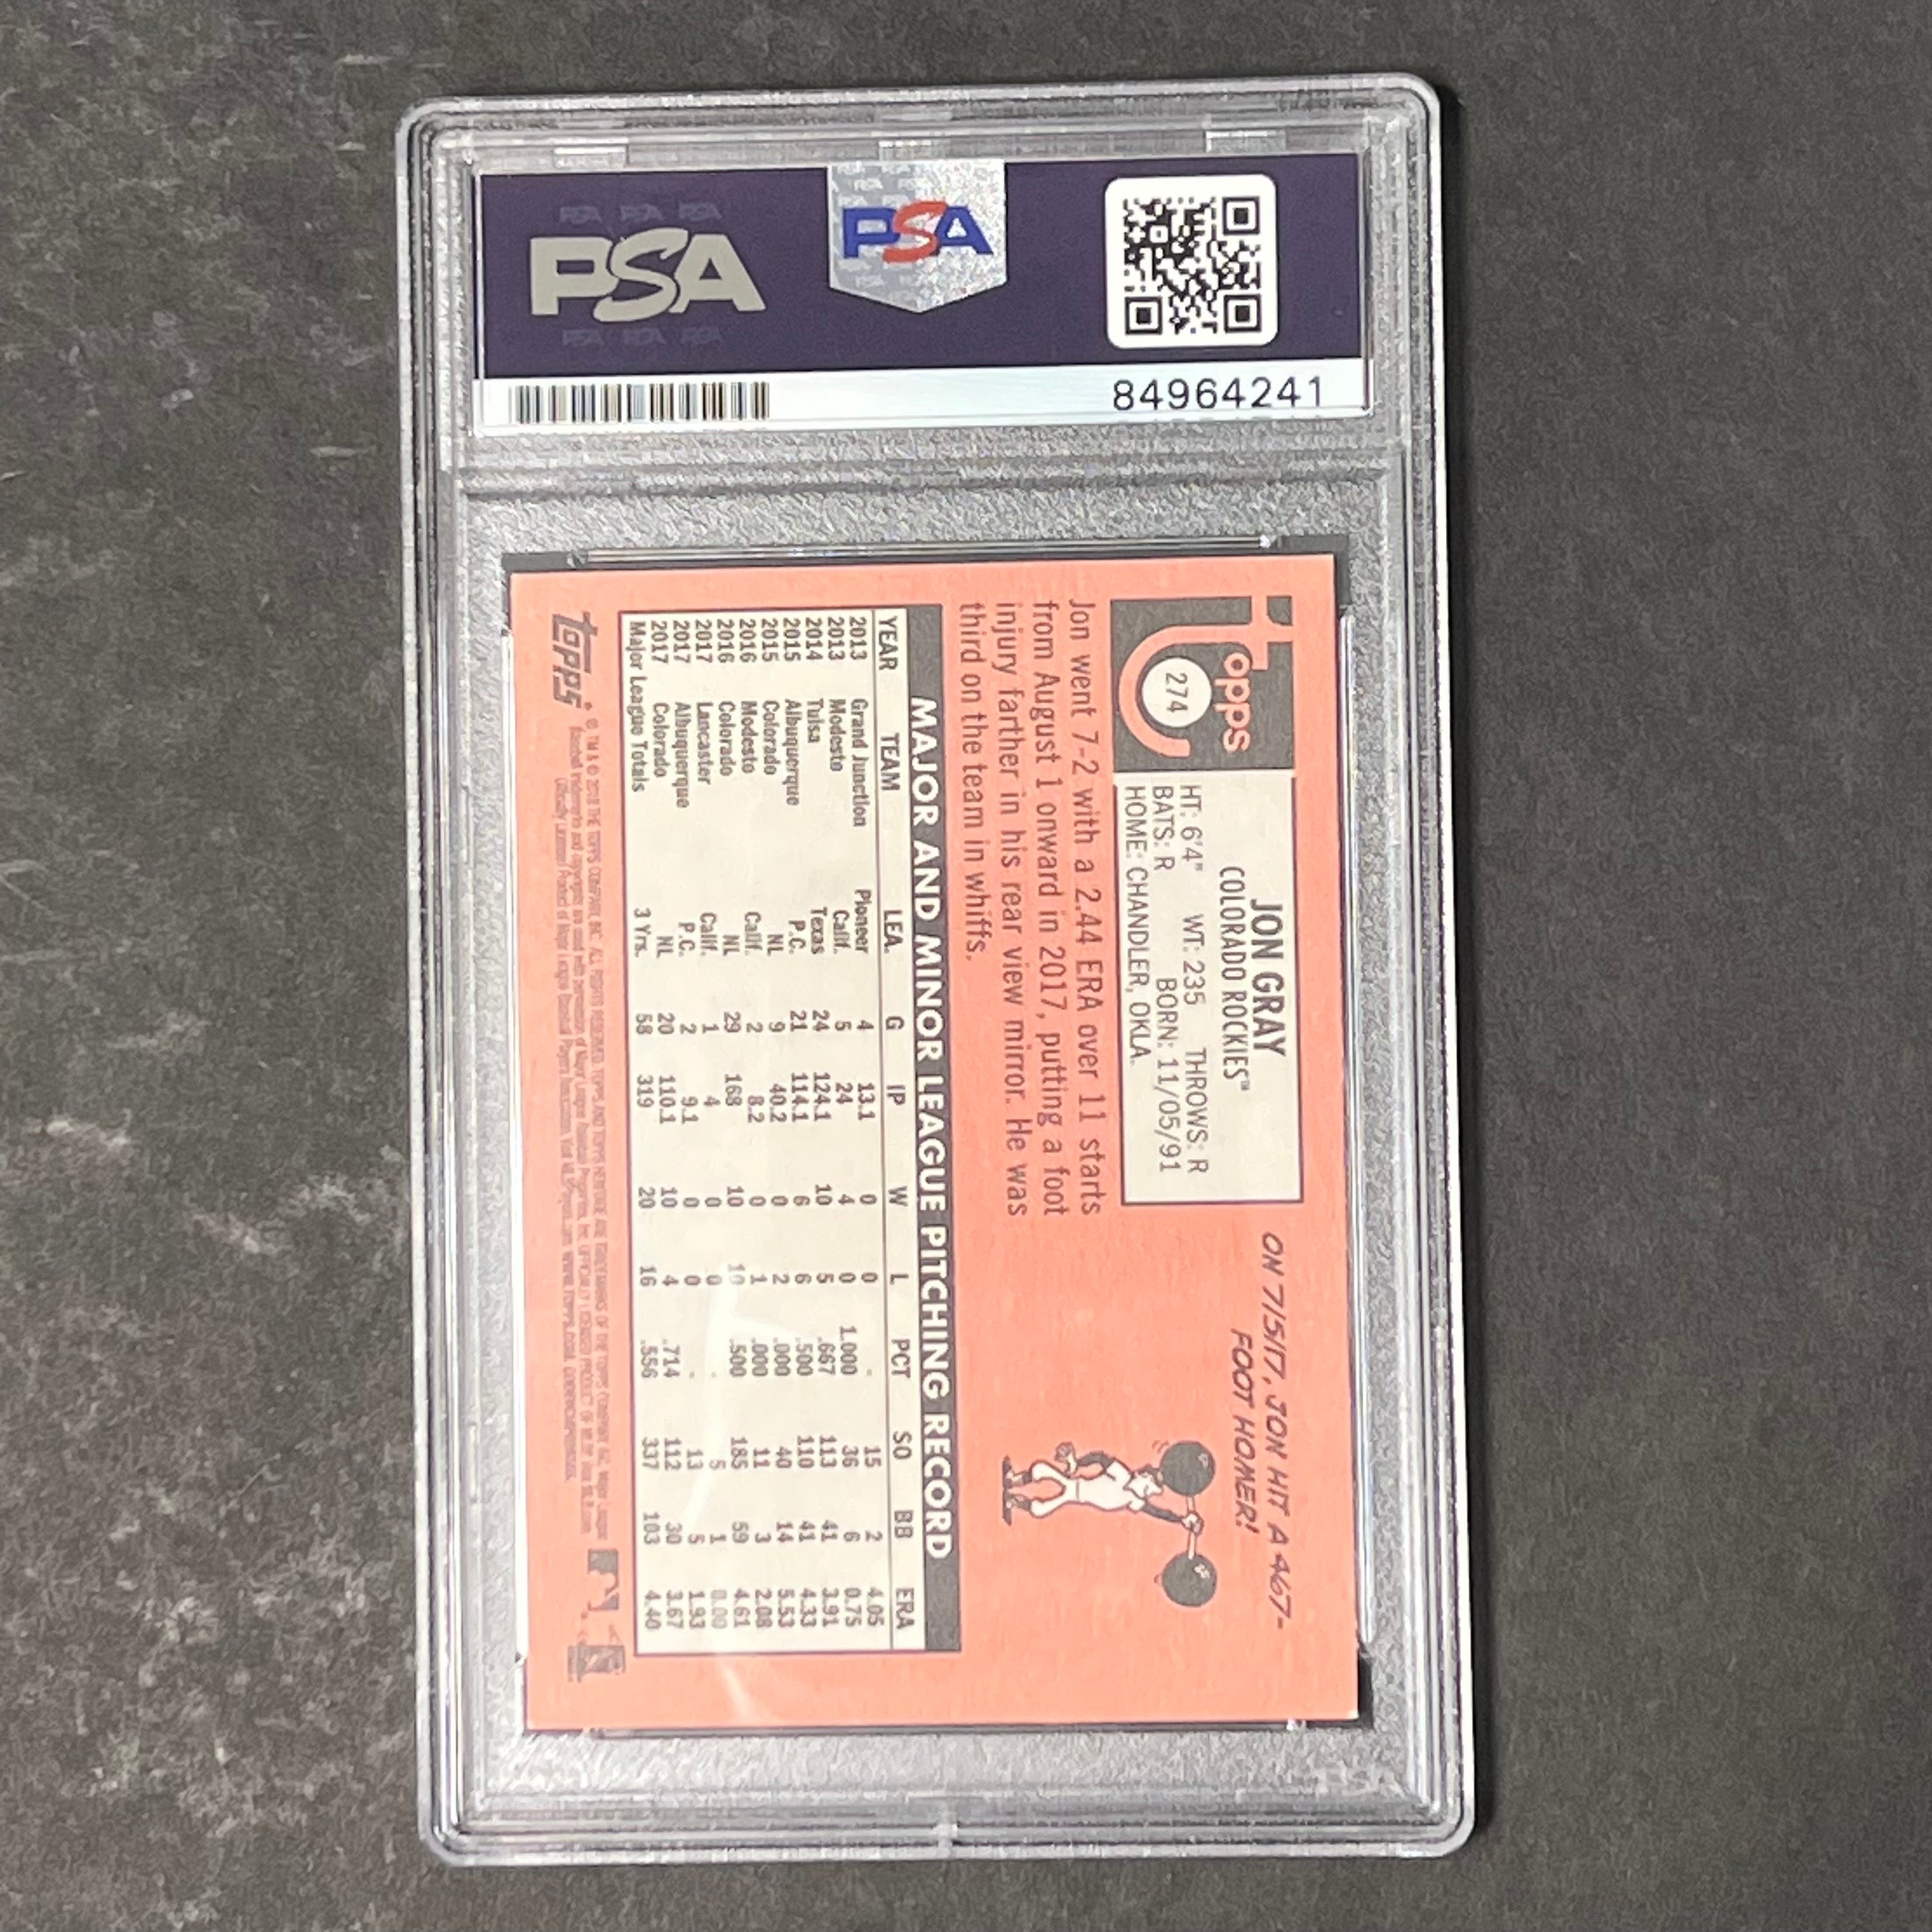 PSA
PSA
84964241
topps
274
JON GRAY
COLORADO ROCKIES™
HT: 6'4" WT: 235 THROWS: R
BATS: R BORN: 11/05/91
HOME: CHANDLER, OKLA.
ON 7/5/17, JON HIT A 467-
FOOT HOMER!
Jon went 7-2 with a 2.44 ERA over 11 starts
from August 1 onward in 2017, putting a foot
injury farther in his rear view mirror. He was
third on the team in whiffs.
MAJOR AND MINOR LEAGUE PITCHING RECORD
YEAR TEAM LEA. G IP W L PCT SO BB ERA
2013 Grand Junction Pioneer 4 13.1 0 0 - 15 2 4.05
2013 Modesto Calif. 5 24 4 0 1.000 36 6 0.75
2014 Tulsa Texas 24 124.1 10 5 .667 113 41 3.91
2015 Albuquerque P.C. 21 114.1 6 6 .500 110 41 4.33
2015 Colorado NL 9 40.2 0 2 .000 40 14 5.53
2016 Modesto Calif. 2 8.2 0 1 .000 11 3 2.08
2016 Colorado NL 29 168 10 10 .500 185 59 4.61
2017 Lancaster Calif. 1 4 0 0 - 5 1 0.00
2017 Albuquerque P.C. 2 9.1 0 0 - 13 5 1.93
2017 Colorado NL 20 110.1 10 4 .714 112 30 3.67
Major League Totals 3 Yrs. 58 319 20 16 .556 337 103 4.40
topps